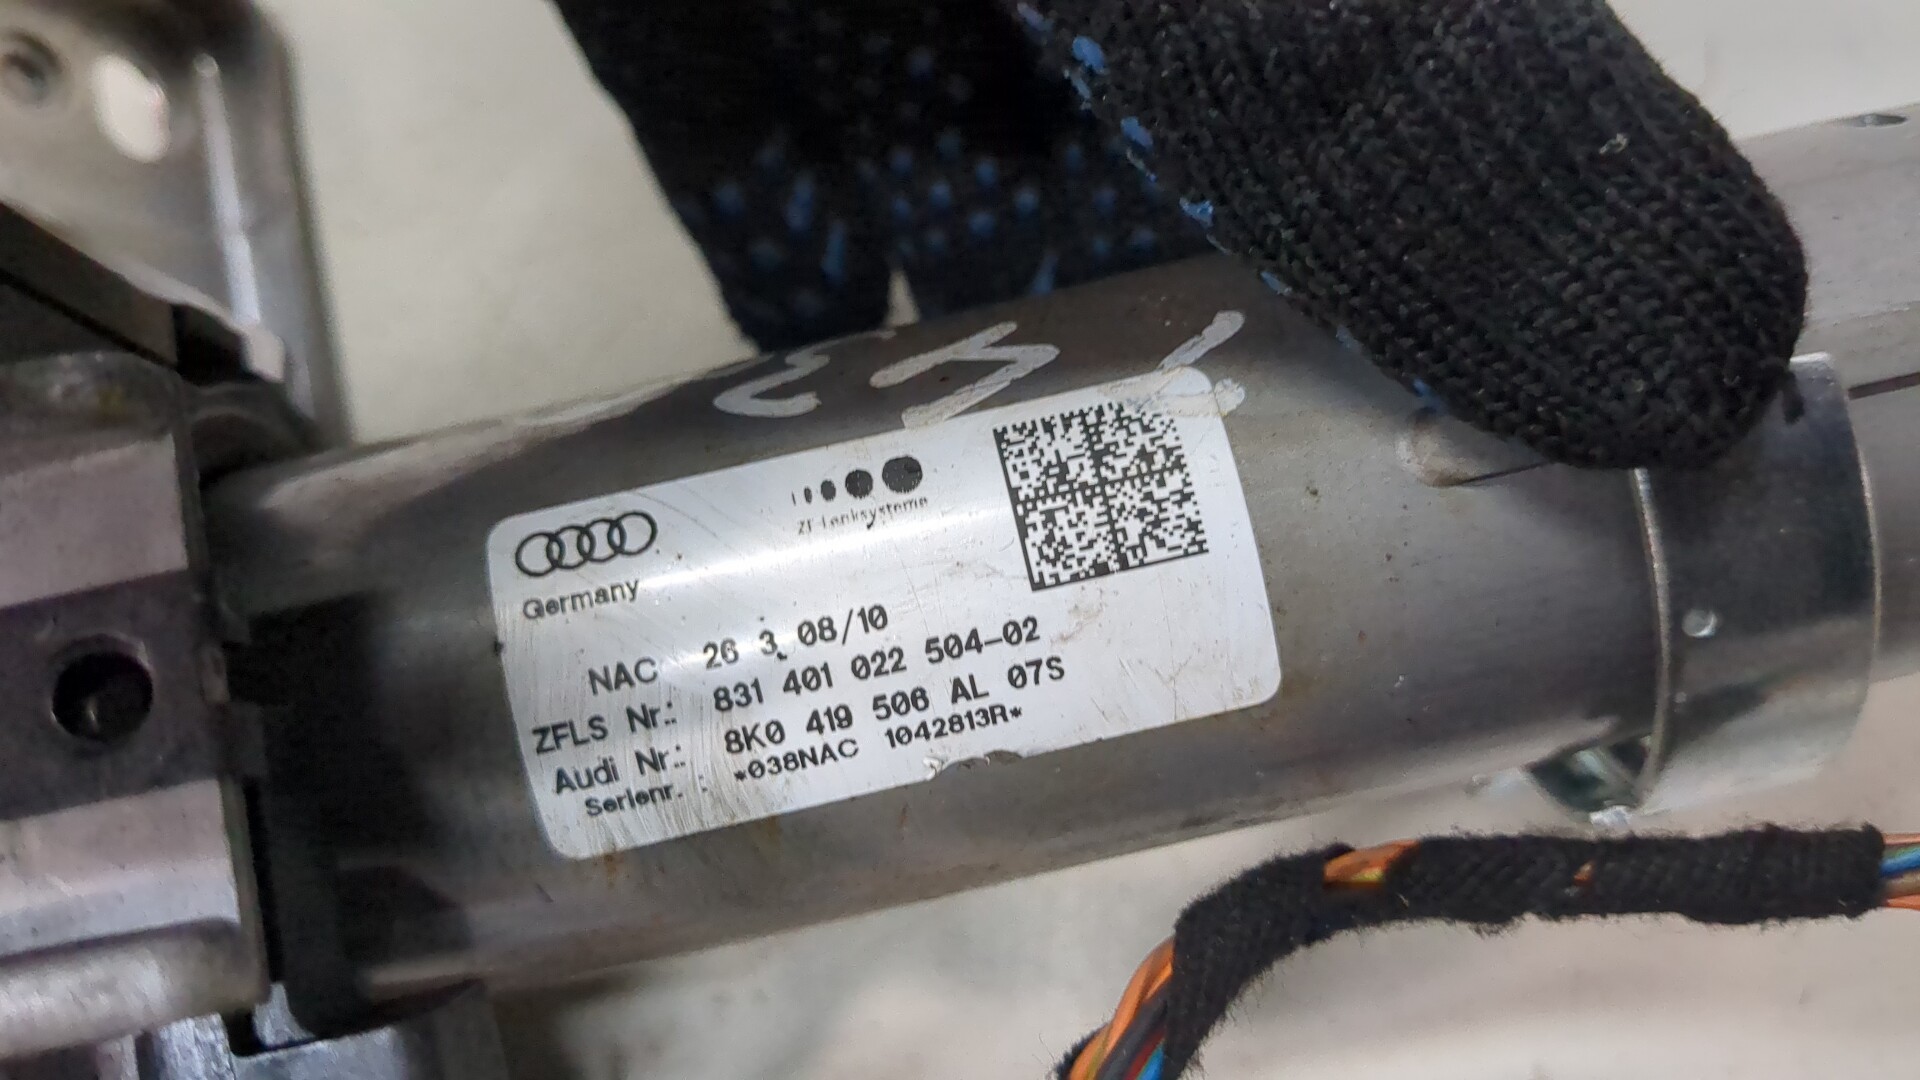 ZF Lenksysteme
Germany
NAC 26 3 08/10
ZFLS Nr.: 831 401 022 504-02
Audi Nr.: 8K0 419 506 AL 07S
Serienr. : *038NAC 1042813R*